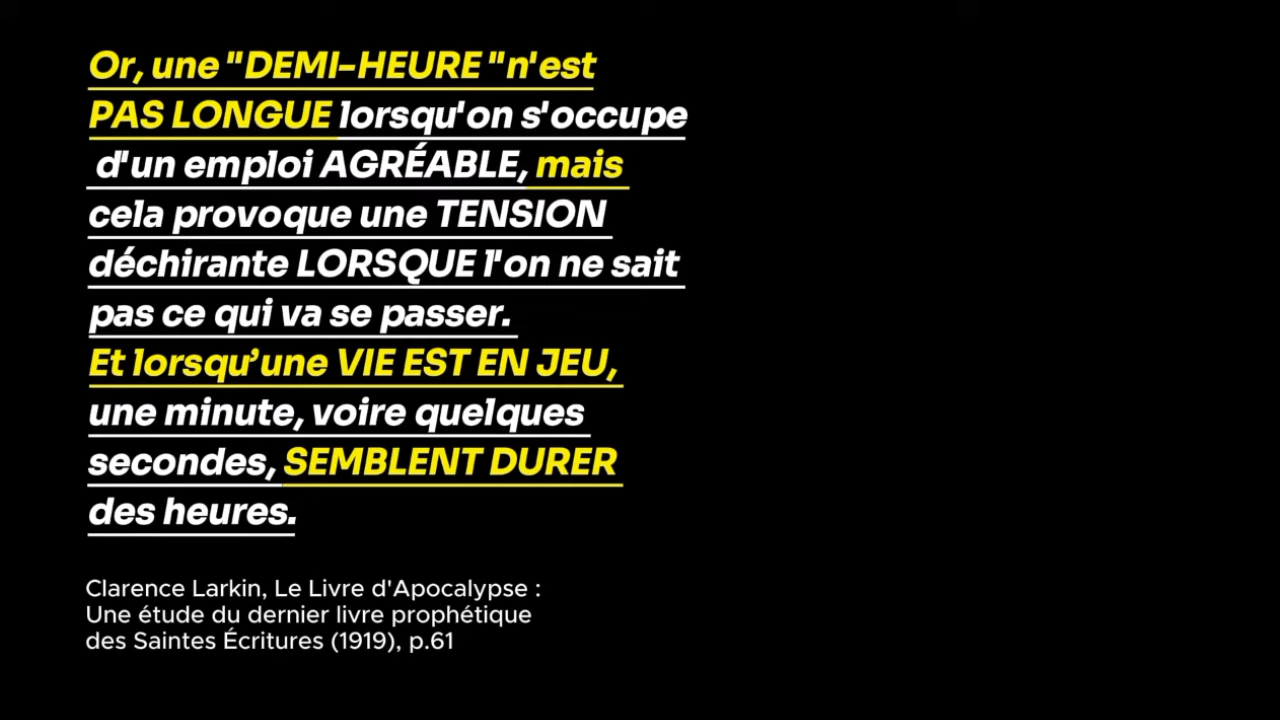 Or, une "DEMI-HEURE "n'est
PAS LONGUE lorsqu'on s'occupe
d'un emploi AGRÉABLE, mais
cela provoque une TENSION
déchirante LORSQUE l'on ne sait
pas ce qui va se passer.
Et lorsqu’une VIE EST EN JEU,
une minute, voire quelques
secondes, SEMBLENT DURER
des heures.
Clarence Larkin, Le Livre d'Apocalypse :
Une étude du dernier livre prophétique
des Saintes Écritures (1919), p.61